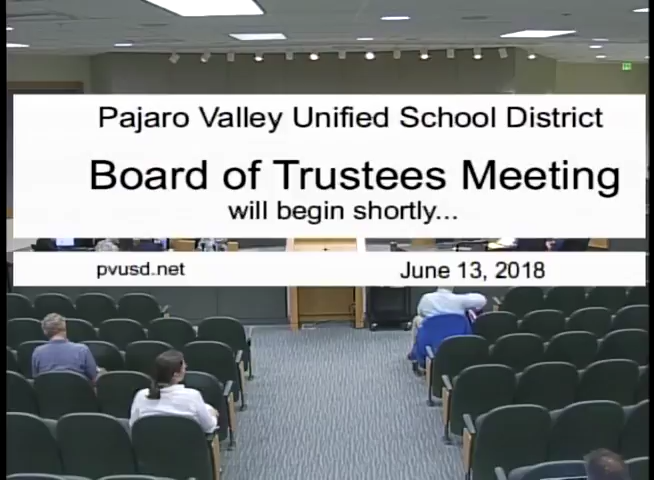 Pajaro Valley Unified School District
Board of Trustees Meeting
will begin shortly...
pvusd.net
June 13, 2018